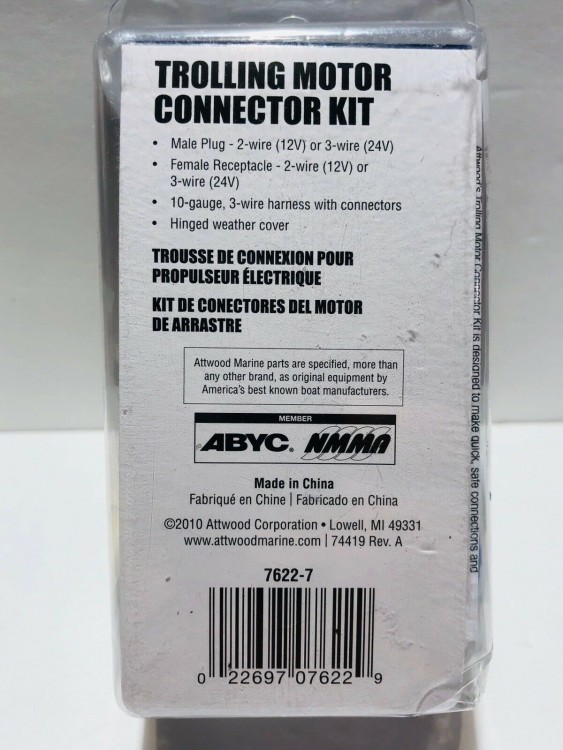 TROLLING MOTOR
CONNECTOR KIT
• Male Plug - 2-wire (12V) or 3-wire (24V)
• Female Receptacle - 2-wire (12V) or
3-wire (24V)
• 10-gauge, 3-wire harness with connectors
• Hinged weather cover
TROUSSE DE CONNEXION POUR
PROPULSEUR ÉLECTRIQUE
KIT DE CONECTORES DEL MOTOR
DE ARRASTRE
Attwood Marine parts are specified, more than
any other brand, as original equipment by
America's best known boat manufacturers.
MEMBER
ABYC. NMMA
Made in China
Fabriqué en Chine | Fabricado en China
©2010 Attwood Corporation • Lowell, MI 49331
www.attwoodmarine.com | 74419 Rev. A
7622-7
0 22697 07622 9
Attwood's Trolling Motor Connector Kit is designed to make quick, safe connections and